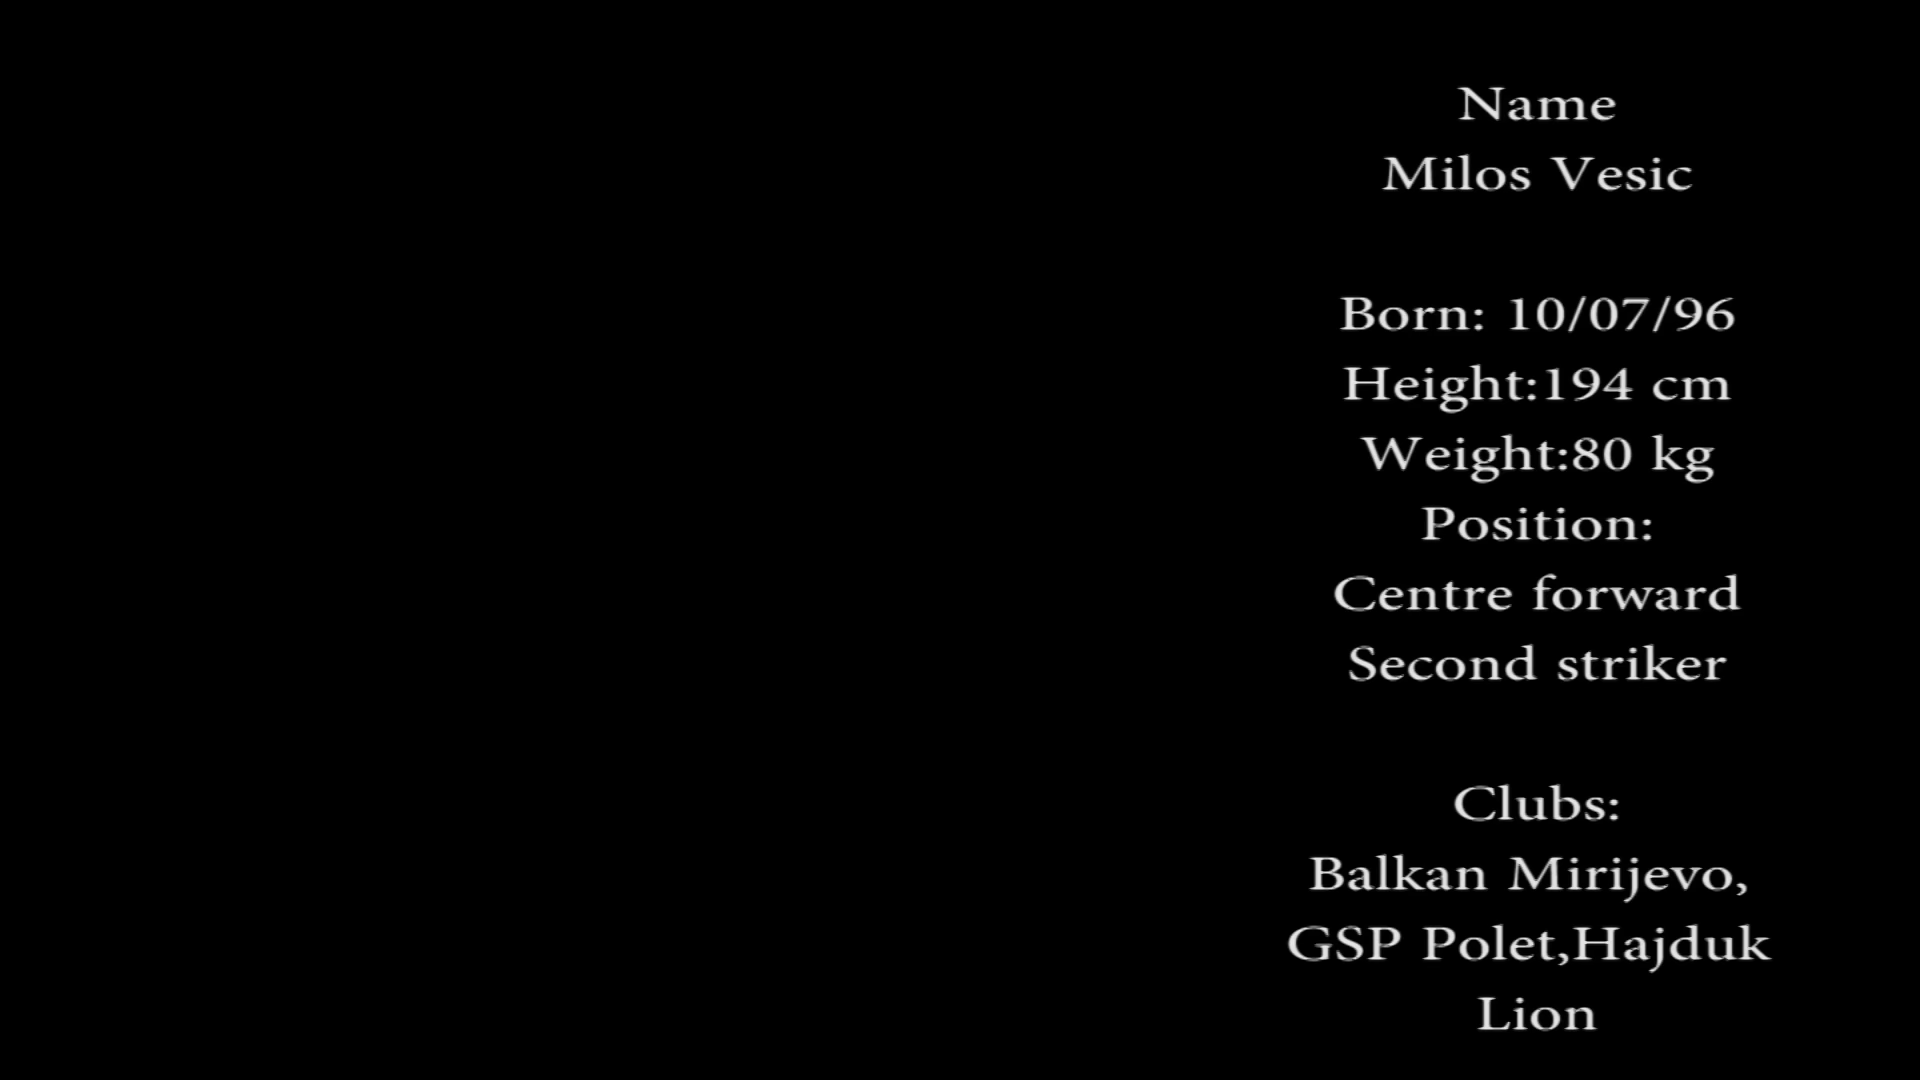 Name
Milos Vesic
Born: 10/07/96
Height:194 cm
Weight:80 kg
Position:
Centre forward
Second striker
Clubs:
Balkan Mirijevo,
GSP Polet,Hajduk
Lion